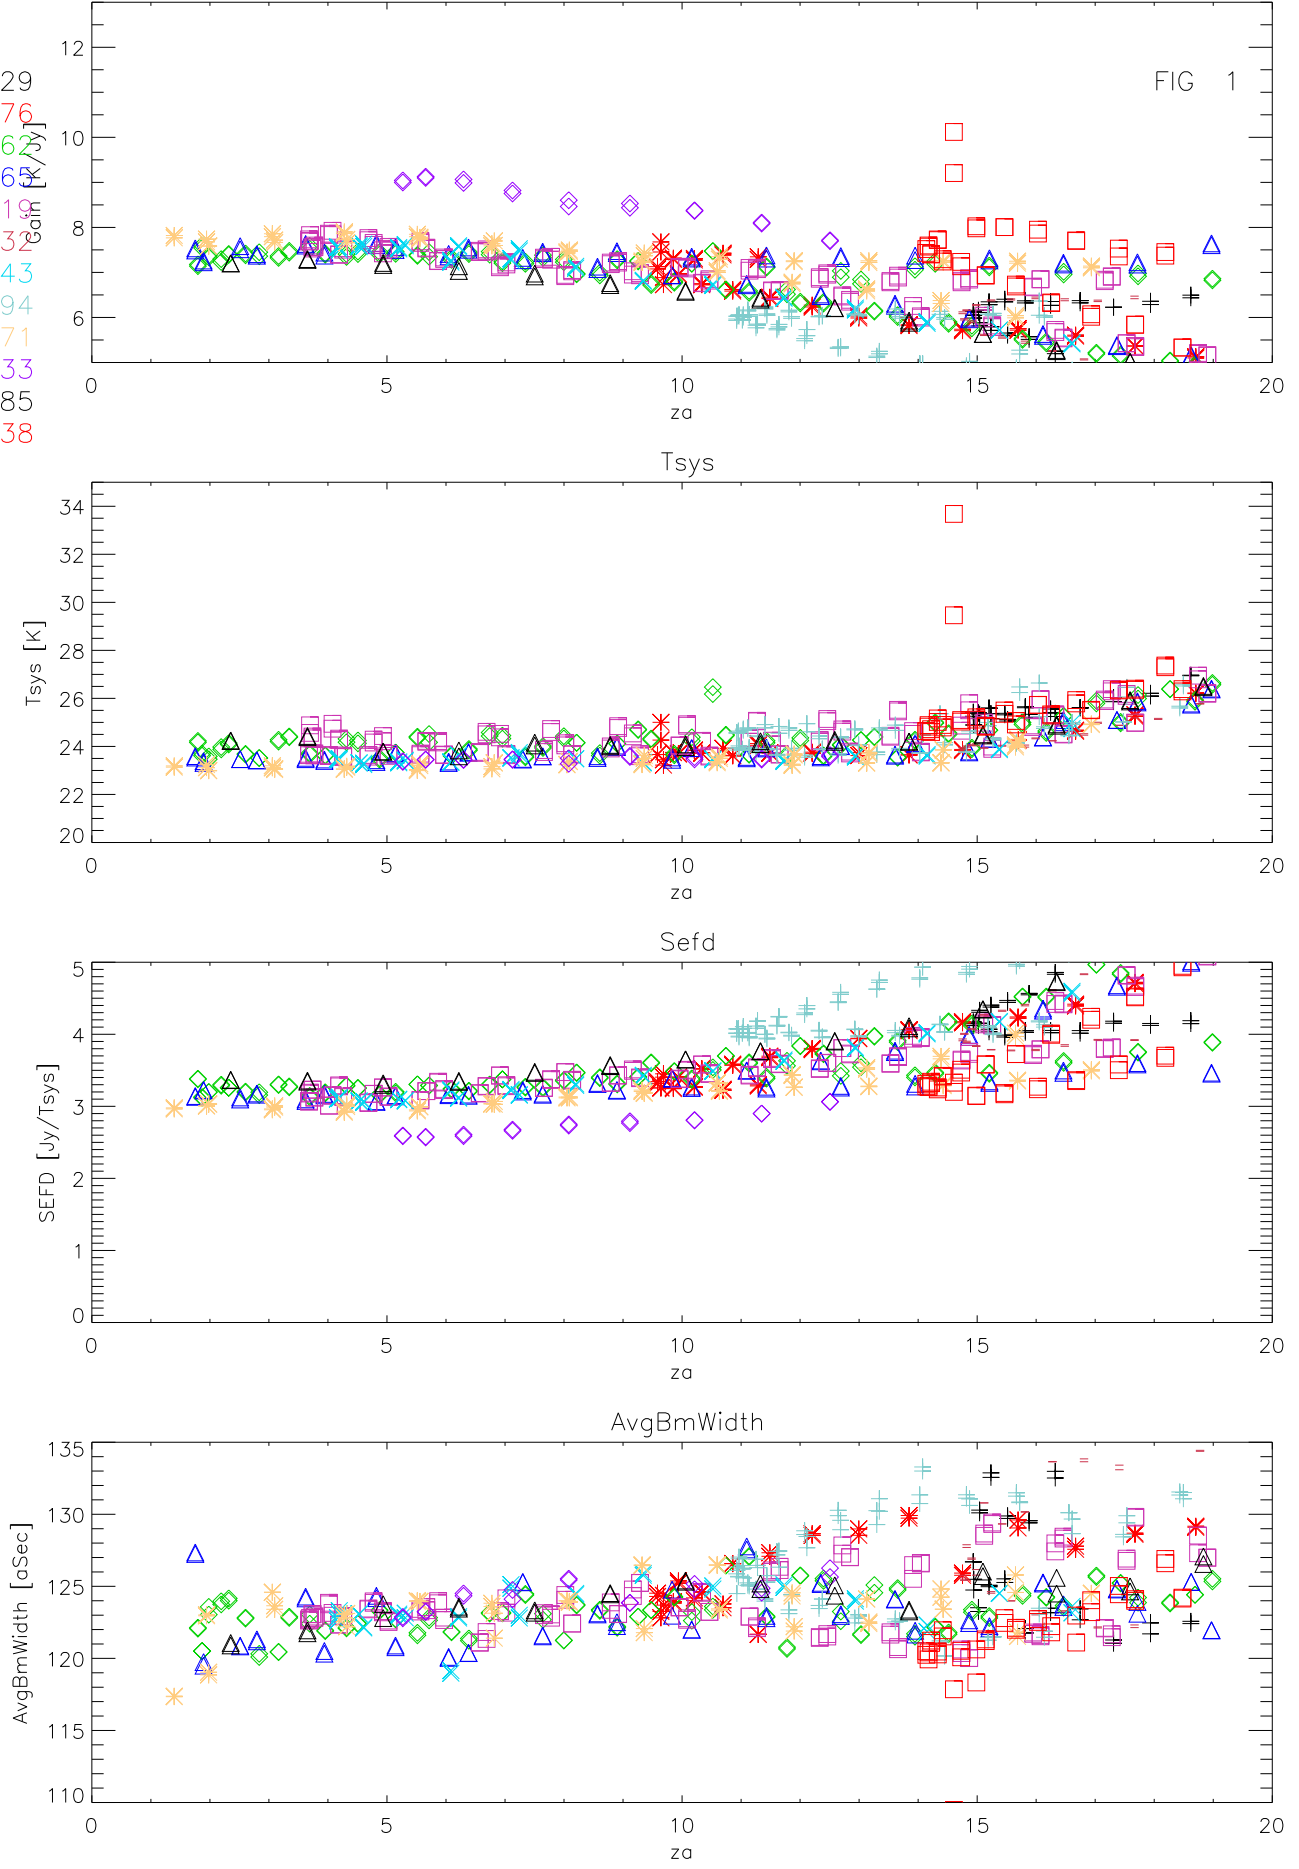 12
10
8
6
Gain [K/Jy]
FIG 1
29
76
62
65
19
32
43
94
71
33
85
38
0 5 10 15 20
za
Tsys
34
32
30
28
26
24
22
20
Tsys [K]
0 5 10 15 20
za
Sefd
5
4
3
2
1
0
SEFD [Jy/Tsys]
0 5 10 15 20
za
AvgBmWidth
135
130
125
120
115
110
AvgBmWidth [aSec]
0 5 10 15 20
za